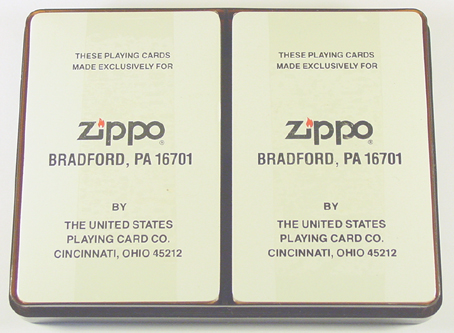 THESE PLAYING CARDS
MADE EXCLUSIVELY FOR
Zippo®
BRADFORD, PA 16701
BY
THE UNITED STATES
PLAYING CARD CO.
CINCINNATI, OHIO 45212
THESE PLAYING CARDS
MADE EXCLUSIVELY FOR
Zippo®
BRADFORD, PA 16701
BY
THE UNITED STATES
PLAYING CARD CO.
CINCINNATI, OHIO 45212